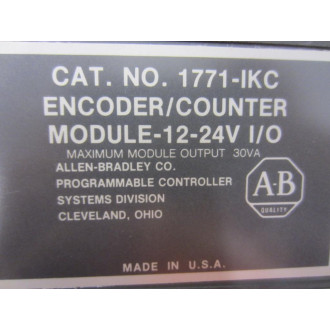 CAT. NO. 1771-IKC
ENCODER/COUNTER
MODULE-12-24V I/O
MAXIMUM MODULE OUTPUT 30VA
ALLEN-BRADLEY CO.
PROGRAMMABLE CONTROLLER
SYSTEMS DIVISION
CLEVELAND, OHIO
A-B
QUALITY
MADE IN U.S.A.